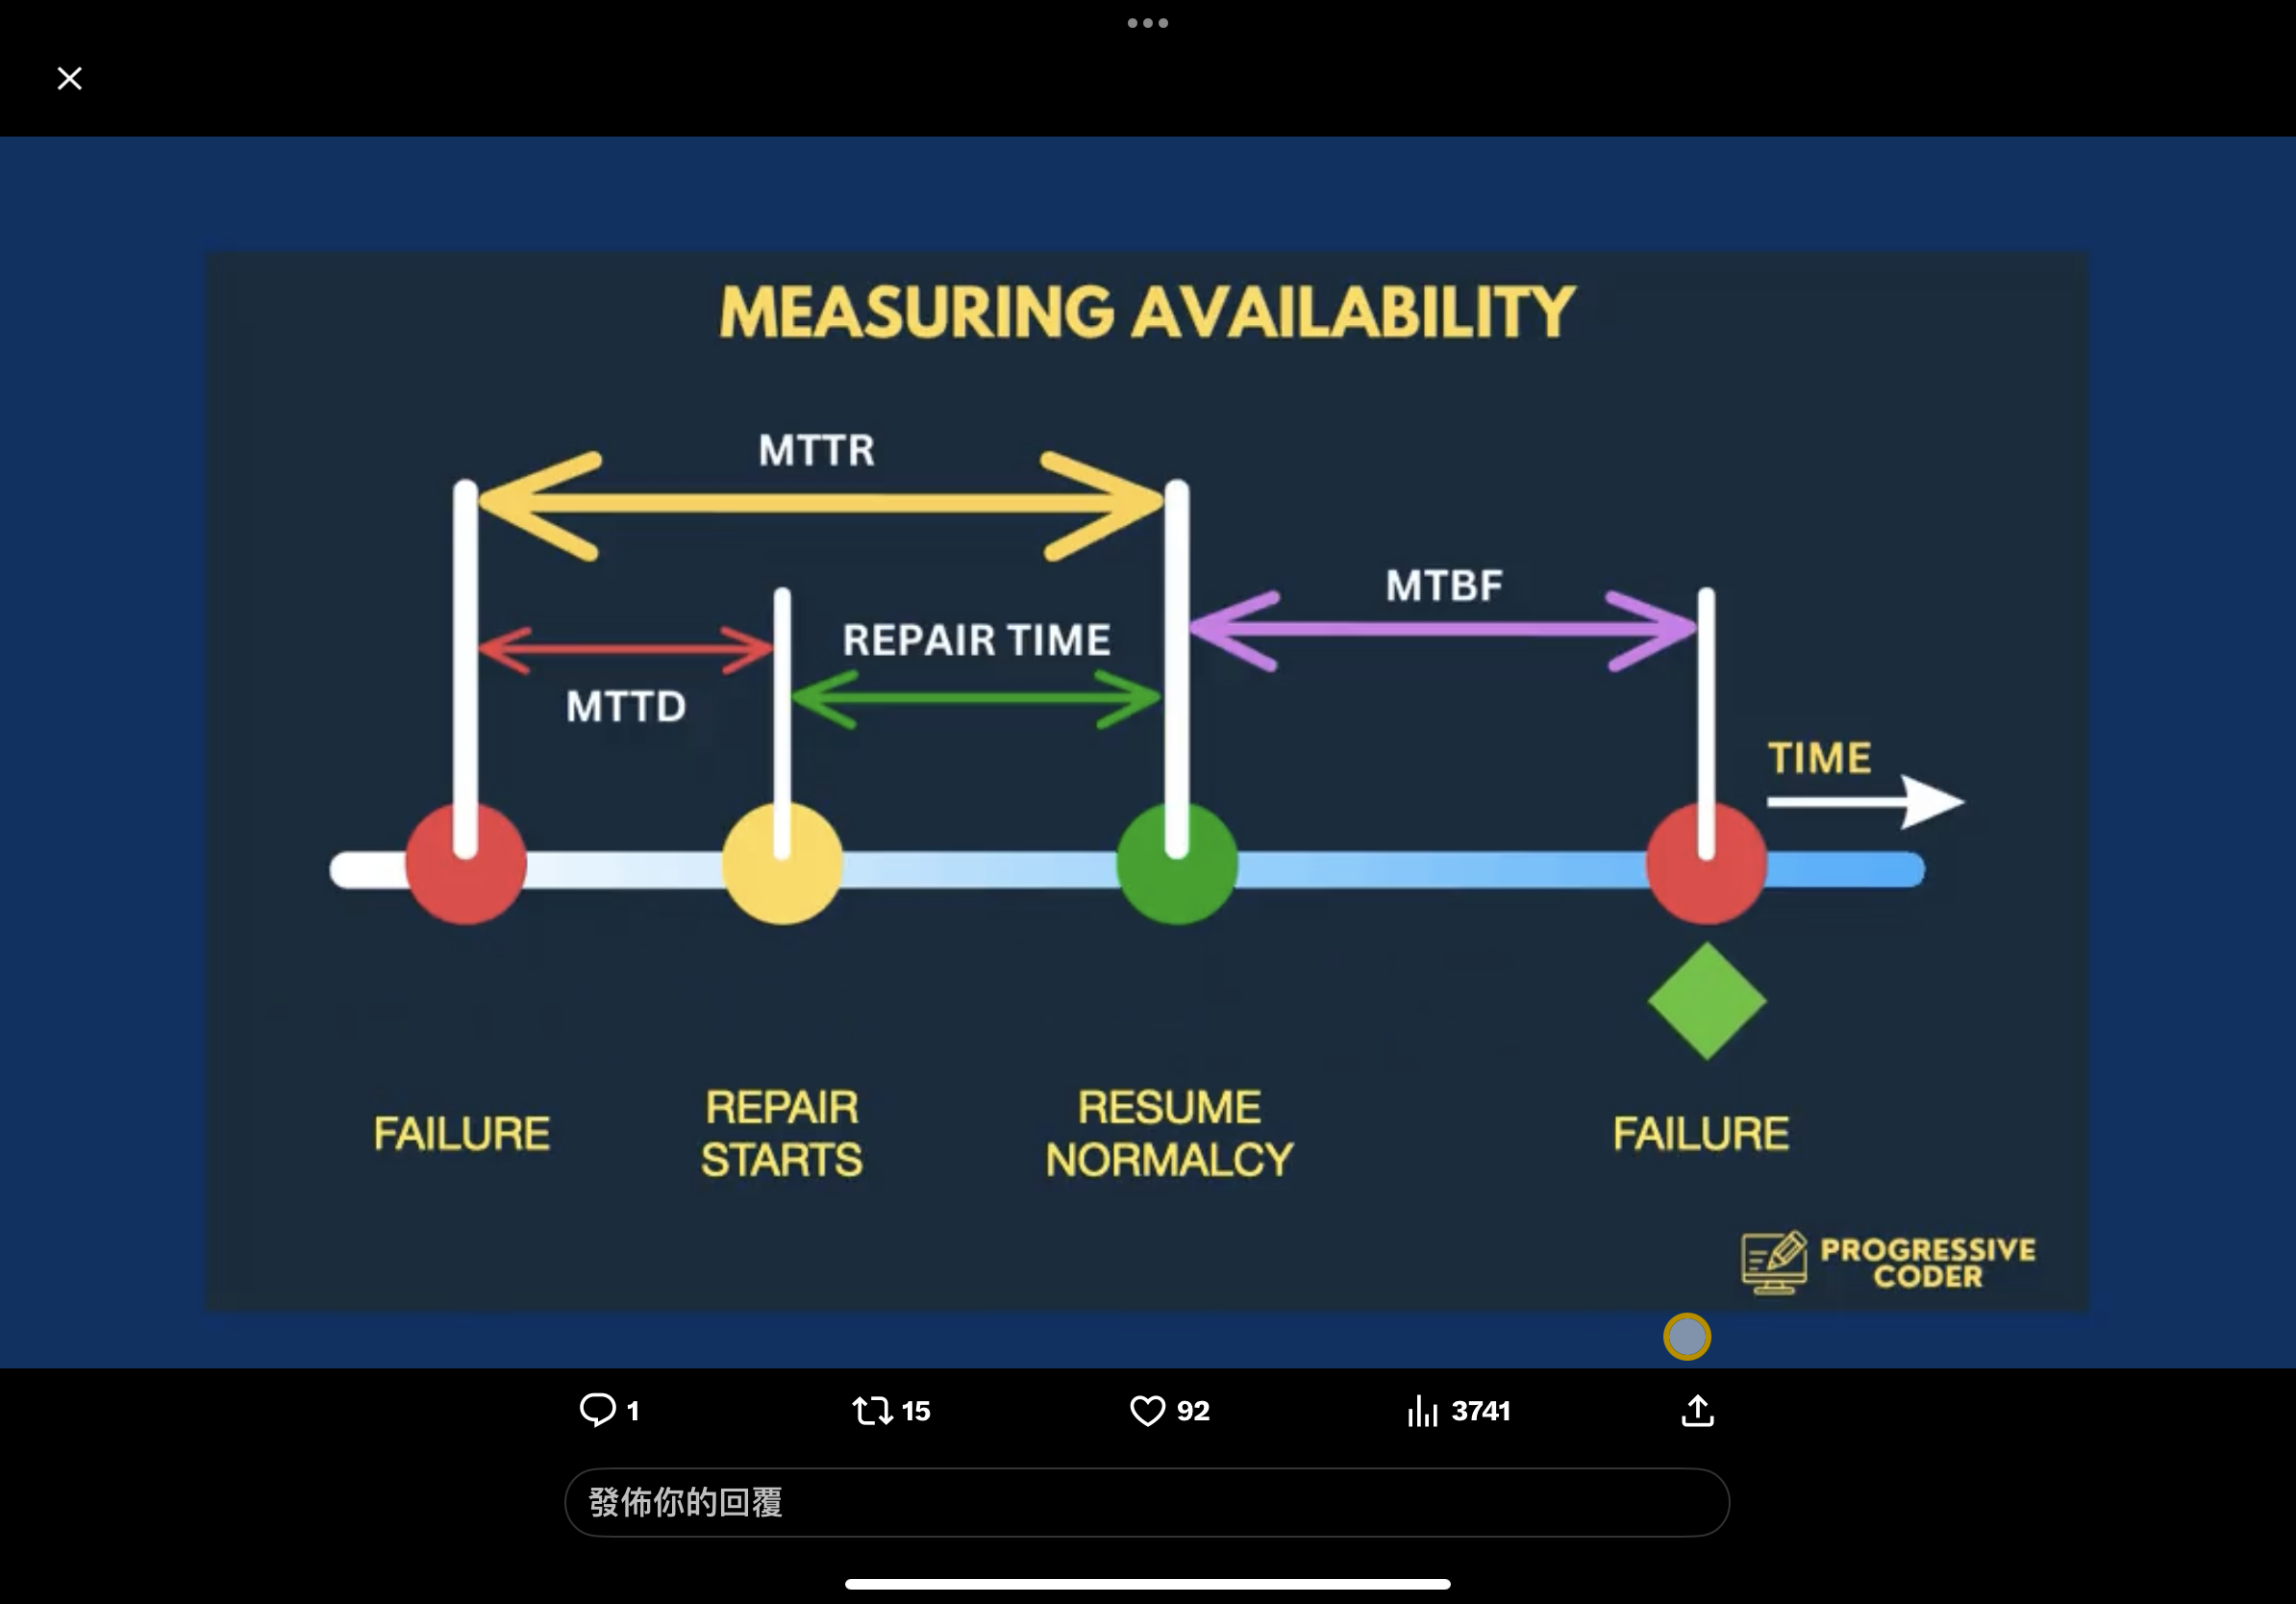 MEASURING AVAILABILITY
MTTR
MTBF
REPAIR TIME
MTTD
TIME
FAILURE
REPAIR
STARTS
RESUME
NORMALCY
FAILURE
PROGRESSIVE
CODER
1
15
92
3741
發佈你的回覆